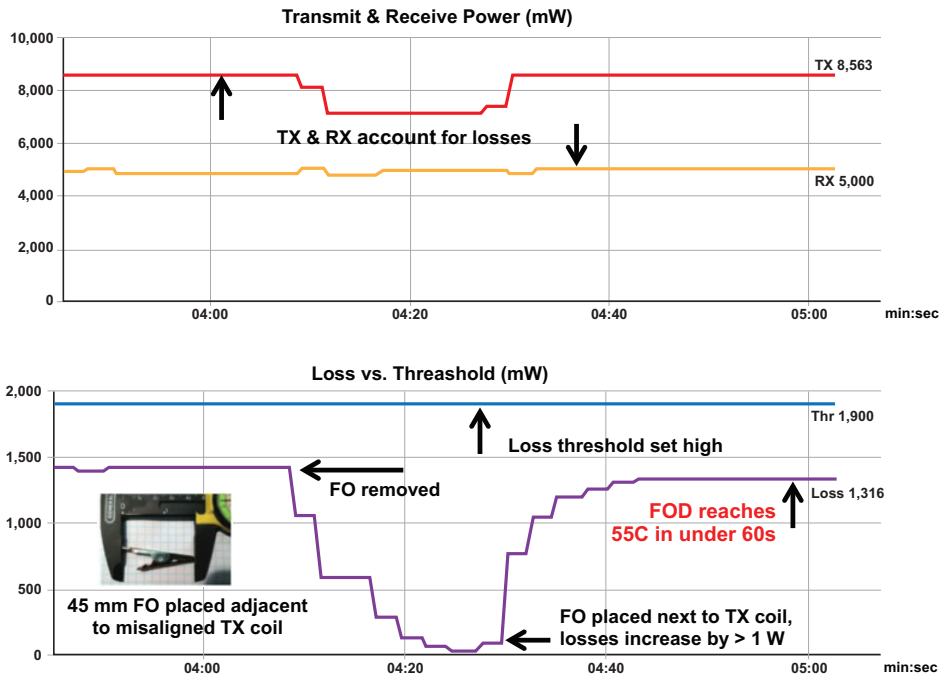 Transmit & Receive Power (mW)
10,000
8,000
6,000
4,000
2,000
0
TX 8,563
TX & RX account for losses
RX 5,000
04:00
04:20
04:40
05:00
min:sec
Loss vs. Threashold (mW)
2,000
1,500
1,000
500
0
Thr 1,900
Loss threshold set high
FO removed
Loss 1,316
FOD reaches
55C in under 60s
45 mm FO placed adjacent
to misaligned TX coil
FO placed next to TX coil,
losses increase by > 1 W
04:00
04:20
04:40
05:00
min:sec